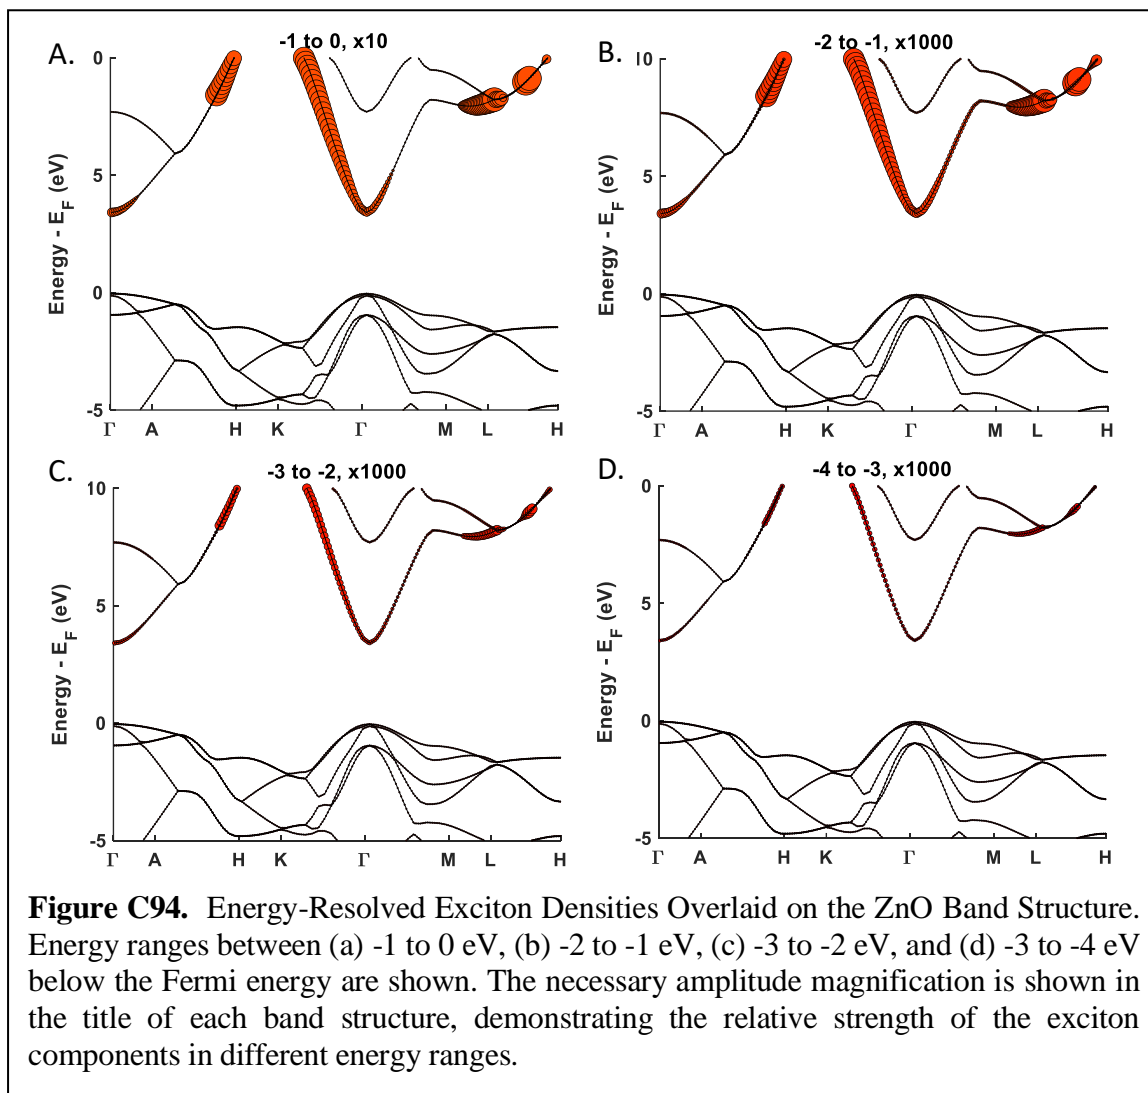 A.
-1 to 0, x10
0
5
0
-5
Energy - E_F (eV)
Γ A H K Γ M L H
B.
-2 to -1, x1000
10
5
0
-5
Energy - E_F (eV)
Γ A H K Γ M L H
C.
-3 to -2, x1000
10
5
0
-5
Energy - E_F (eV)
Γ A H K Γ M L H
D.
-4 to -3, x1000
0
5
0
-5
Energy - E_F (eV)
Γ A H K Γ M L H
Figure C94. Energy-Resolved Exciton Densities Overlaid on the ZnO Band Structure.
Energy ranges between (a) -1 to 0 eV, (b) -2 to -1 eV, (c) -3 to -2 eV, and (d) -3 to -4 eV
below the Fermi energy are shown. The necessary amplitude magnification is shown in
the title of each band structure, demonstrating the relative strength of the exciton
components in different energy ranges.